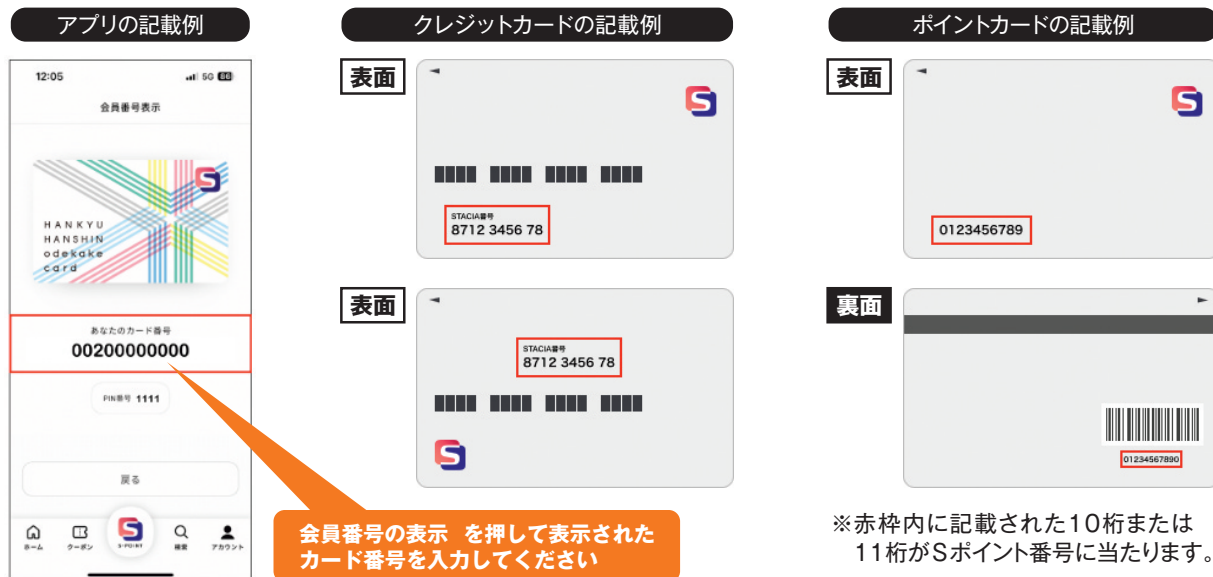 アプリの記載例
12:05
5G 86
会員番号表示
HANKYU
HANSHIN
odekake
card
あなたのカード番号
00200000000
PIN番号 1111
戻る
ホーム
クーポン
S-POINT
検索
アカウント
会員番号の表示 を押して表示された
カード番号を入力してください
クレジットカードの記載例
表面
STACIA番号
8712 3456 78
表面
STACIA番号
8712 3456 78
ポイントカードの記載例
表面
0123456789
裏面
01234567890
※赤枠内に記載された10桁または
11桁がSポイント番号に当たります。